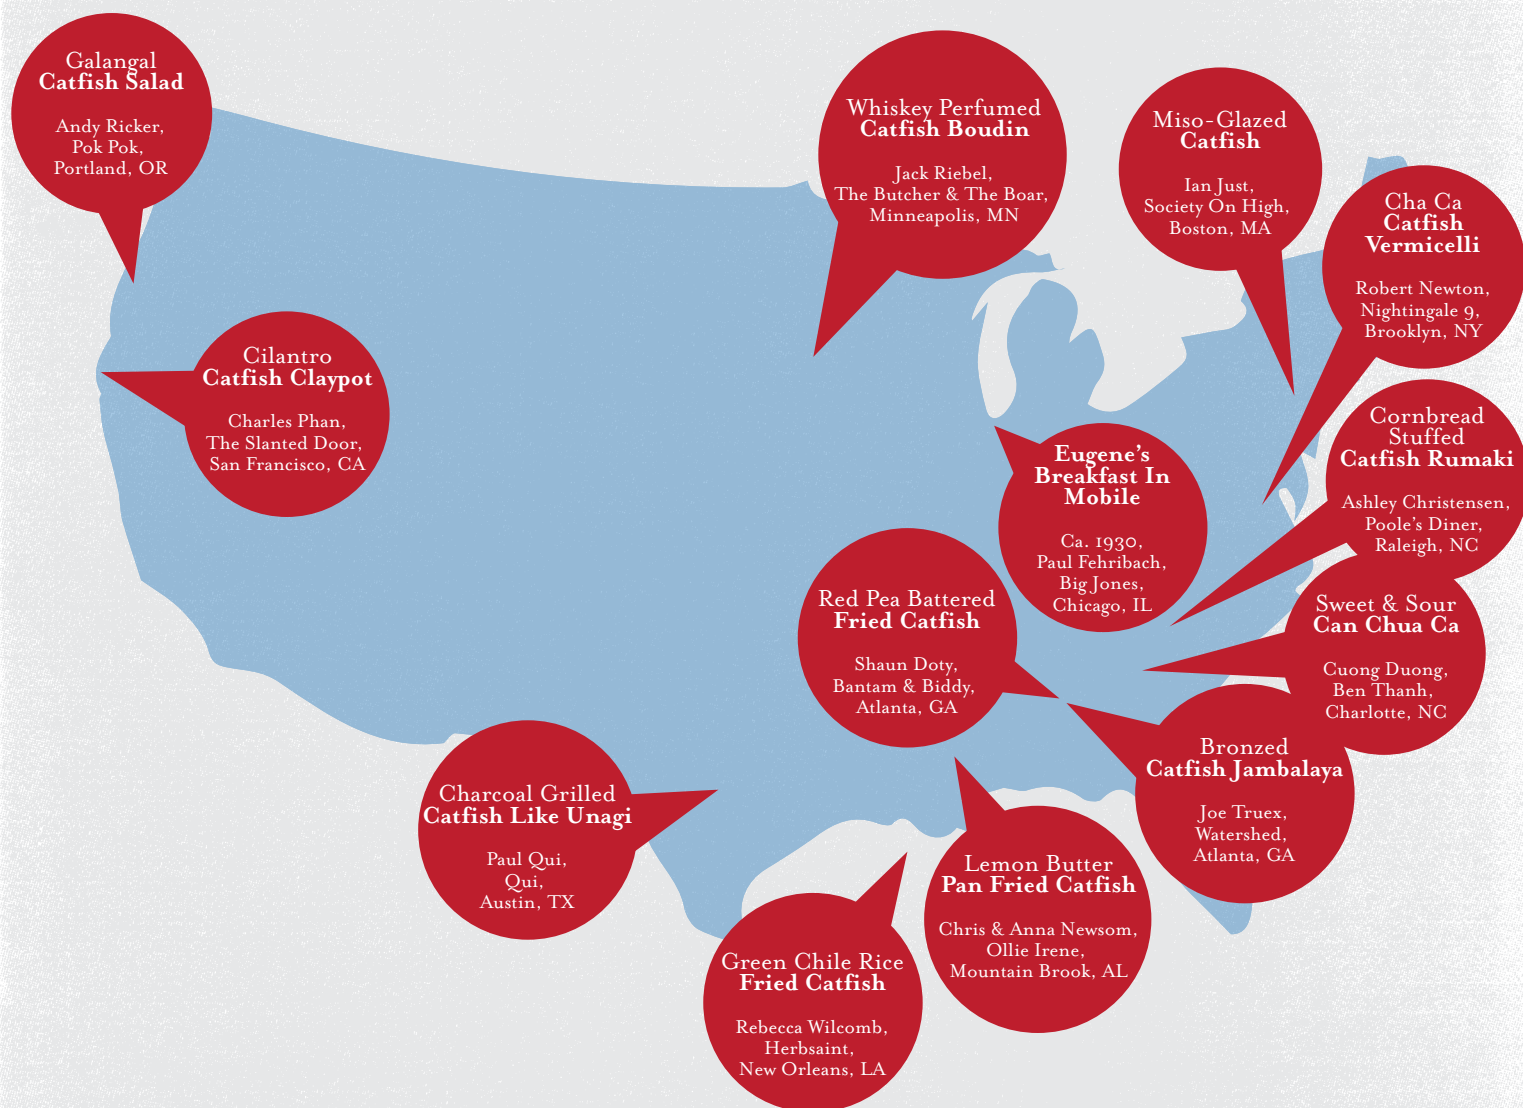 Galangal
Catfish Salad
Andy Ricker,
Pok Pok,
Portland, OR
Whiskey Perfumed
Catfish Boudin
Jack Riebel,
The Butcher & The Boar,
Minneapolis, MN
Miso-Glazed
Catfish
Ian Just,
Society On High,
Boston, MA
Cha Ca
Catfish
Vermicelli
Robert Newton,
Nightingale 9,
Brooklyn, NY
Cilantro
Catfish Claypot
Charles Phan,
The Slanted Door,
San Francisco, CA
Cornbread
Stuffed
Catfish Rumaki
Ashley Christensen,
Poole's Diner,
Raleigh, NC
Eugene's
Breakfast In
Mobile
Ca. 1930,
Paul Fehribach,
Big Jones,
Chicago, IL
Red Pea Battered
Fried Catfish
Shaun Doty,
Bantam & Biddy,
Atlanta, GA
Sweet & Sour
Can Chua Ca
Cuong Duong,
Ben Thanh,
Charlotte, NC
Bronzed
Catfish Jambalaya
Joe Truex,
Watershed,
Atlanta, GA
Charcoal Grilled
Catfish Like Unagi
Paul Qui,
Qui,
Austin, TX
Lemon Butter
Pan Fried Catfish
Chris & Anna Newsom,
Ollie Irene,
Mountain Brook, AL
Green Chile Rice
Fried Catfish
Rebecca Wilcomb,
Herbsaint,
New Orleans, LA